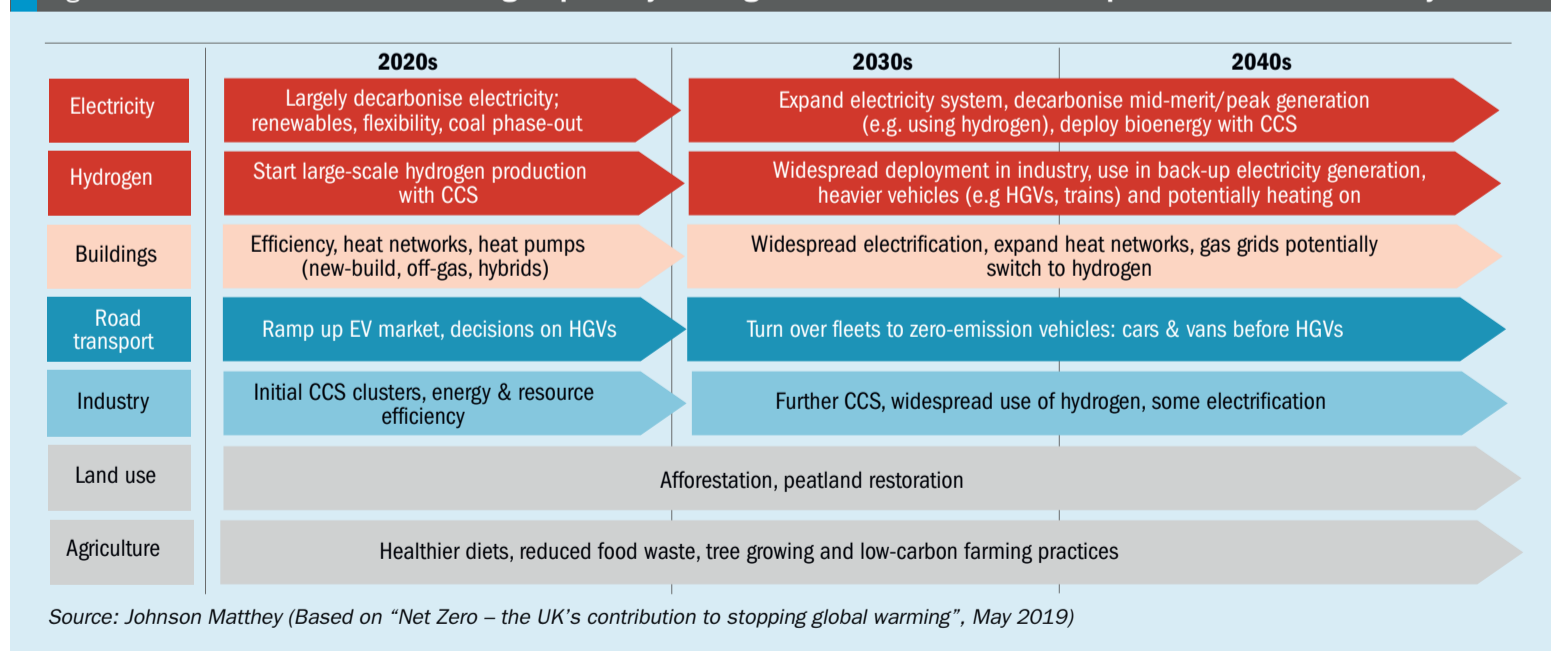 2020s
2030s
2040s
Electricity
Largely decarbonise electricity;
renewables, flexibility, coal phase-out
Expand electricity system, decarbonise mid-merit/peak generation
(e.g. using hydrogen), deploy bioenergy with CCS
Hydrogen
Start large-scale hydrogen production
with CCS
Widespread deployment in industry, use in back-up electricity generation,
heavier vehicles (e.g HGVs, trains) and potentially heating on
Buildings
Efficiency, heat networks, heat pumps
(new-build, off-gas, hybrids)
Widespread electrification, expand heat networks, gas grids potentially
switch to hydrogen
Road
transport
Ramp up EV market, decisions on HGVs
Turn over fleets to zero-emission vehicles: cars & vans before HGVs
Industry
Initial CCS clusters, energy & resource
efficiency
Further CCS, widespread use of hydrogen, some electrification
Land use
Afforestation, peatland restoration
Agriculture
Healthier diets, reduced food waste, tree growing and low-carbon farming practices
Source: Johnson Matthey (Based on “Net Zero – the UK’s contribution to stopping global warming”, May 2019)